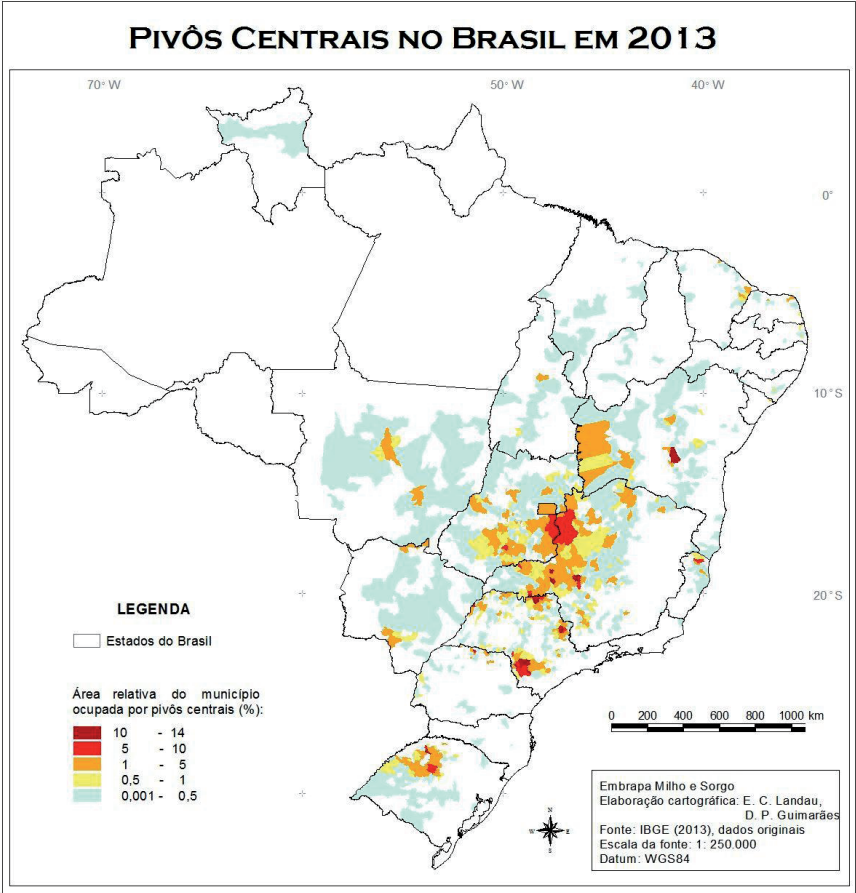 PIVÔS CENTRAIS NO BRASIL EM 2013
70° W
50° W
40° W
0°
10° S
20° S
LEGENDA
Estados do Brasil
Área relativa do município
ocupada por pivôs centrais (%):
10 - 14
5 - 10
1 - 5
0,5 - 1
0,001 - 0,5
0 200 400 600 800 1000 km
N
W E
S
Embrapa Milho e Sorgo
Elaboração cartográfica: E. C. Landau,
D. P. Guimarães
Fonte: IBGE (2013), dados originais
Escala da fonte: 1: 250.000
Datum: WGS84